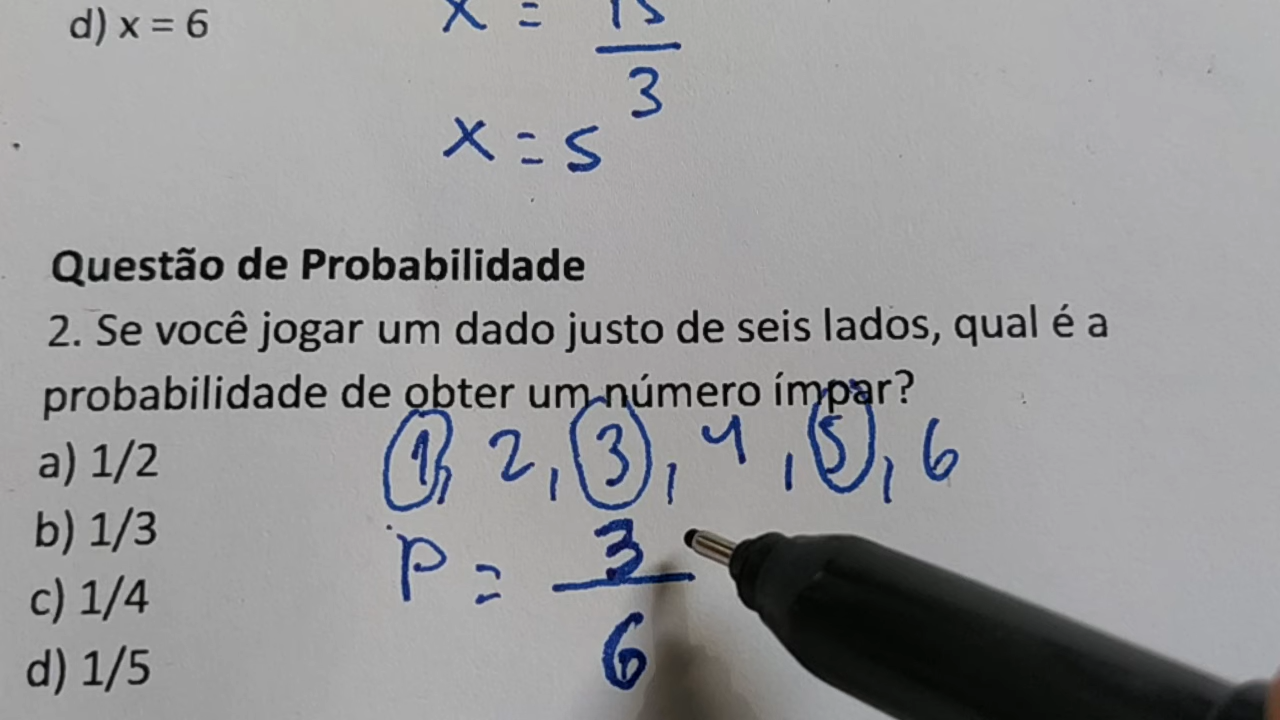 d) x = 6
x = 15
3
x = 5
Questão de Probabilidade
2. Se você jogar um dado justo de seis lados, qual é a
probabilidade de obter um número ímpar?
1, 2, 3, 4, 5, 6
a) 1/2
b) 1/3
P = 3
6
c) 1/4
d) 1/5